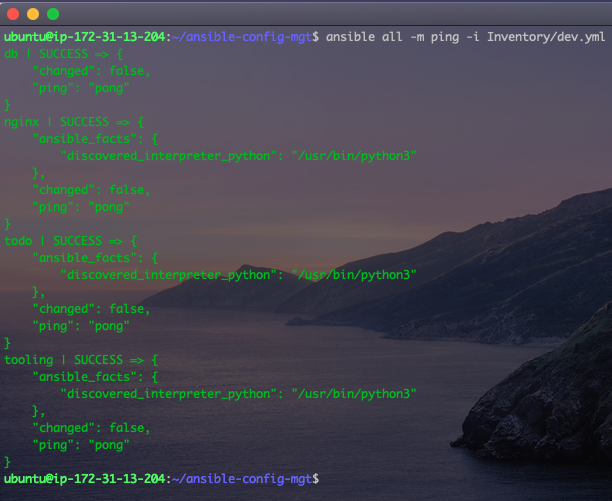 ubuntu@ip-172-31-13-204:~/ansible-config-mgt$ ansible all -m ping -i Inventory/dev.yml
db | SUCCESS => {
    "changed": false,
    "ping": "pong"
}
nginx | SUCCESS => {
    "ansible_facts": {
        "discovered_interpreter_python": "/usr/bin/python3"
    },
    "changed": false,
    "ping": "pong"
}
todo | SUCCESS => {
    "ansible_facts": {
        "discovered_interpreter_python": "/usr/bin/python3"
    },
    "changed": false,
    "ping": "pong"
}
tooling | SUCCESS => {
    "ansible_facts": {
        "discovered_interpreter_python": "/usr/bin/python3"
    },
    "changed": false,
    "ping": "pong"
}
ubuntu@ip-172-31-13-204:~/ansible-config-mgt$